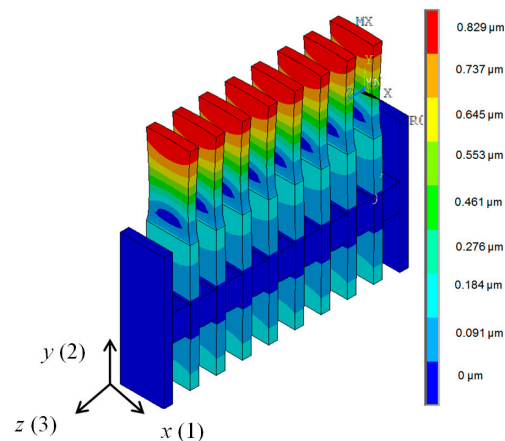 MX
Y
X
R(
0.829 µm
0.737 µm
0.645 µm
0.553 µm
0.461 µm
0.276 µm
0.184 µm
0.091 µm
0 µm
y (2)
z (3)
x (1)